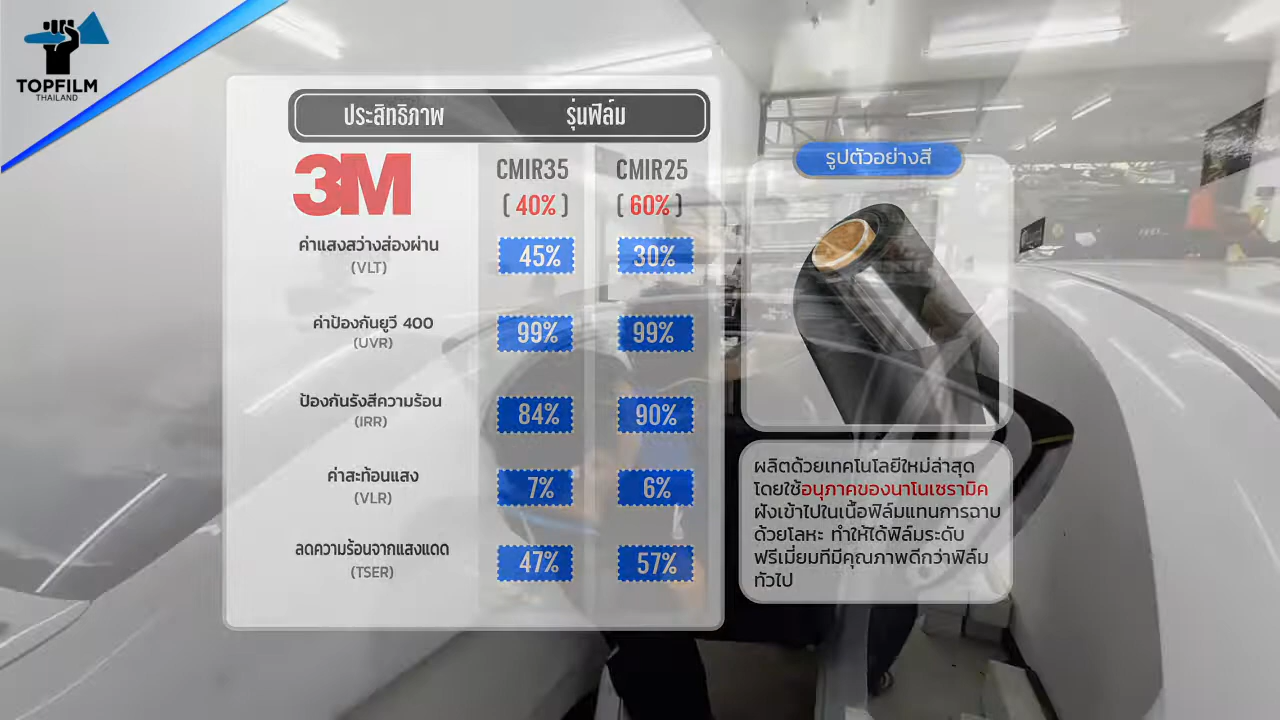 TOPFILM
THAILAND
ประสิทธิภาพ รุ่นฟิล์ม
3M CMIR35 CMIR25
( 40% ) ( 60% )
ค่าแสงสว่างส่องผ่าน
(VLT) 45% 30%
ค่าป้องกันยูวี 400
(UVR) 99% 99%
ป้องกันรังสีความร้อน
(IRR) 84% 90%
ค่าสะท้อนแสง
(VLR) 7% 6%
ลดความร้อนจากแสงแดด
(TSER) 47% 57%
รูปตัวอย่างสี
ผลิตด้วยเทคโนโลยีใหม่ล่าสุด
โดยใช้อนุภาคของนาโนเซรามิค
ฝังเข้าไปในเนื้อฟิล์มแทนการฉาบ
ด้วยโลหะ ทำให้ได้ฟิล์มระดับ
ฟรีเมี่ยมทีมีคุณภาพดีกว่าฟิล์ม
ทัวไป